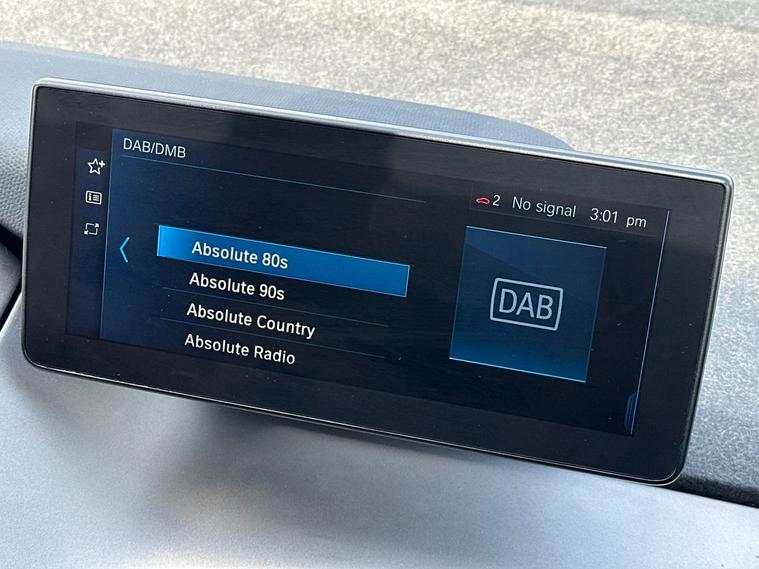 DAB/DMB
2 No signal 3:01 pm
Absolute 80s
Absolute 90s
Absolute Country
Absolute Radio
DAB